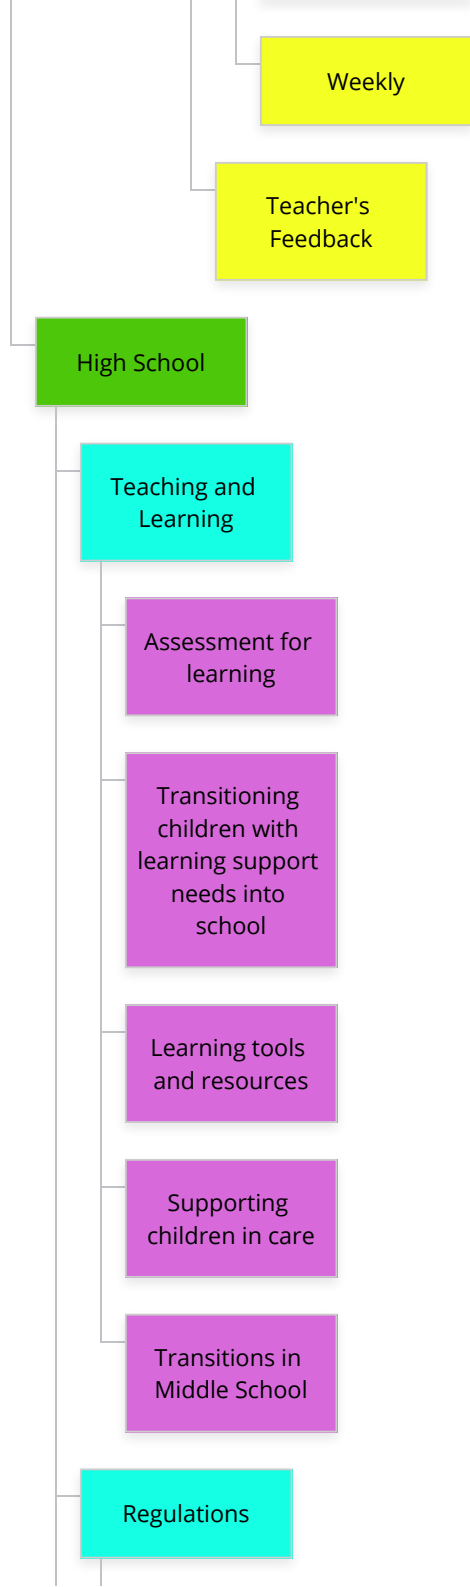 Weekly
Teacher's
Feedback
High School
Teaching and
Learning
Assessment for
learning
Transitioning
children with
learning support
needs into
school
Learning tools
and resources
Supporting
children in care
Transitions in
Middle School
Regulations